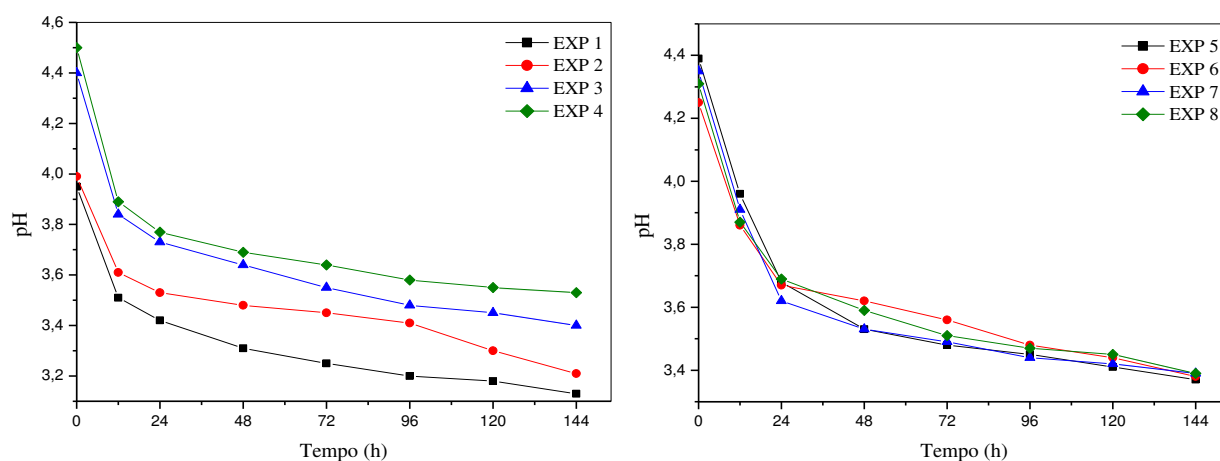 4,6
4,4
4,2
4,0
3,8
3,6
3,4
3,2
pH
0 24 48 72 96 120 144
Tempo (h)
EXP 1
EXP 2
EXP 3
EXP 4
4,4
4,2
4,0
3,8
3,6
3,4
pH
0 24 48 72 96 120 144
Tempo (h)
EXP 5
EXP 6
EXP 7
EXP 8